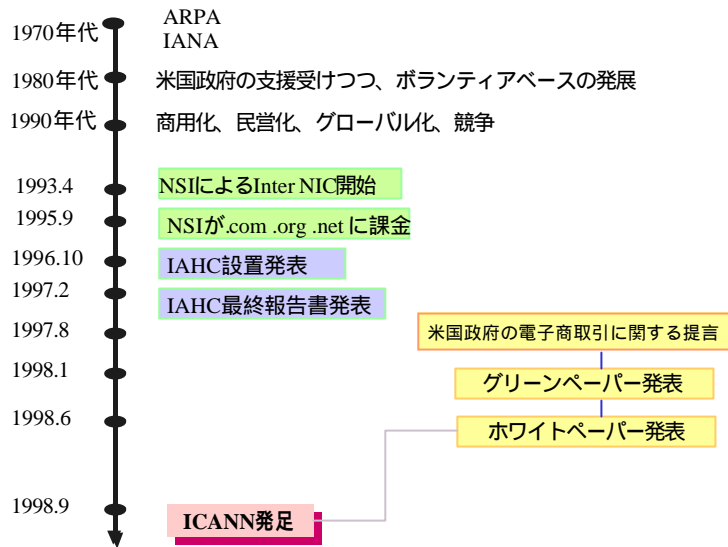 1970年代 ARPA
IANA
1980年代 米国政府の支援受けつつ、ボランティアベースの発展
1990年代 商用化、民営化、グローバル化、競争
1993.4 NSIによるInter NIC開始
1995.9 NSIが.com .org .net に課金
1996.10 IAHC設置発表
1997.2 IAHC最終報告書発表
1997.8 米国政府の電子商取引に関する提言
1998.1 グリーンペーパー発表
1998.6 ホワイトペーパー発表
1998.9 ICANN発足